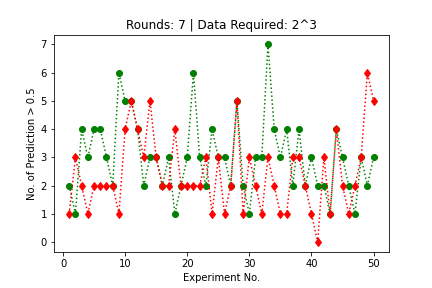 Rounds: 7 | Data Required: 2^3
No. of Prediction > 0.5
7
6
5
4
3
2
1
0
0 10 20 30 40 50
Experiment No.